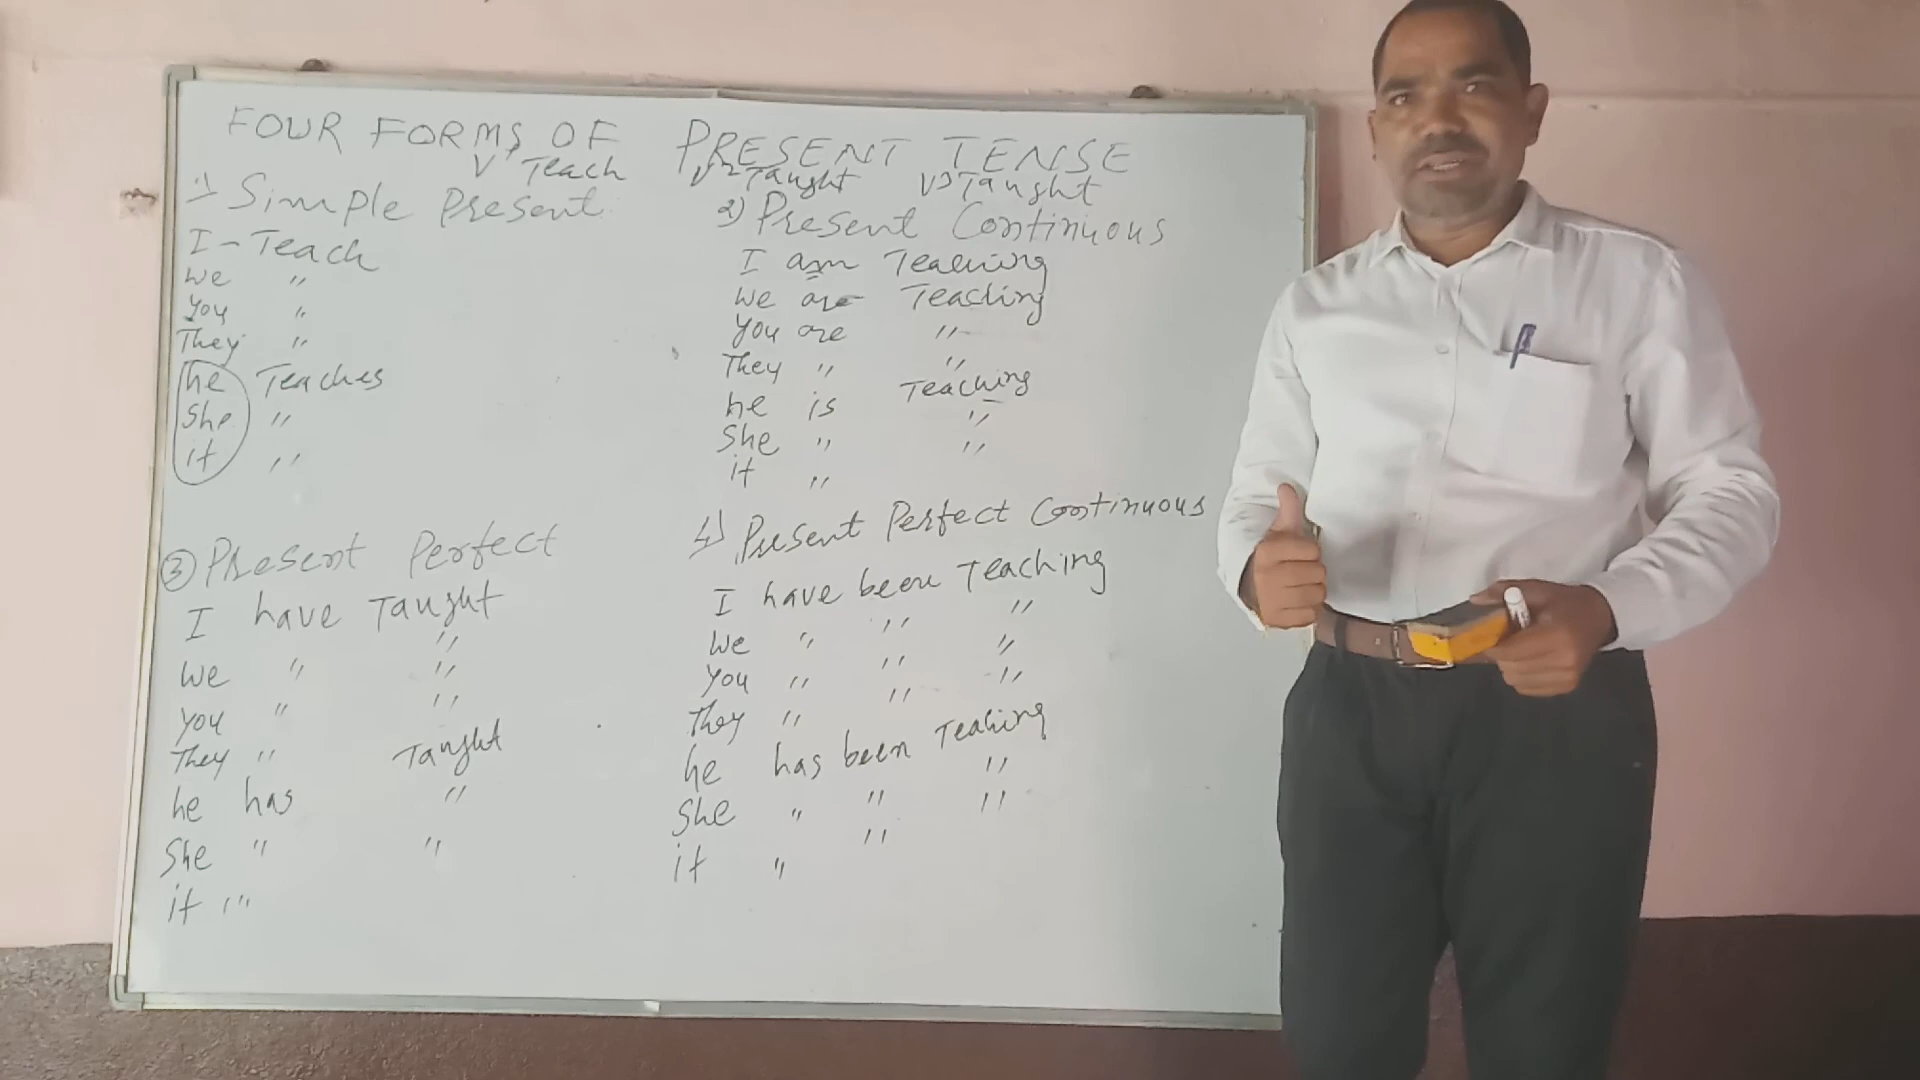 FOUR FORMS OF PRESENT TENSE
V1 Teach V2 Taught V3 Taught
1) Simple Present
I - Teach
We "
You "
They "
he Teaches
She "
it "
2) Present Continuous
I am Teaching
We are Teaching
You are "
They " "
he is Teaching
She " "
it " "
③ Present Perfect
I have Taught
We " "
You " "
They " "
he has Taught
She " "
it " "
4) Present Perfect Continuous
I have been Teaching
We " " "
You " " "
They " " "
he has been Teaching
She " " "
it " " "